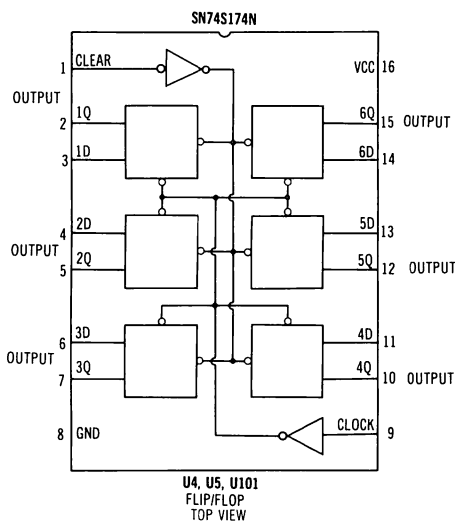 SN74S174N
1 CLEAR VCC 16
OUTPUT
2 1Q 6Q 15 OUTPUT
3 1D 6D 14
4 2D 5D 13
OUTPUT
5 2Q 5Q 12 OUTPUT
6 3D 4D 11
OUTPUT
7 3Q 4Q 10 OUTPUT
8 GND CLOCK 9
U4, U5, U101
FLIP/FLOP
TOP VIEW